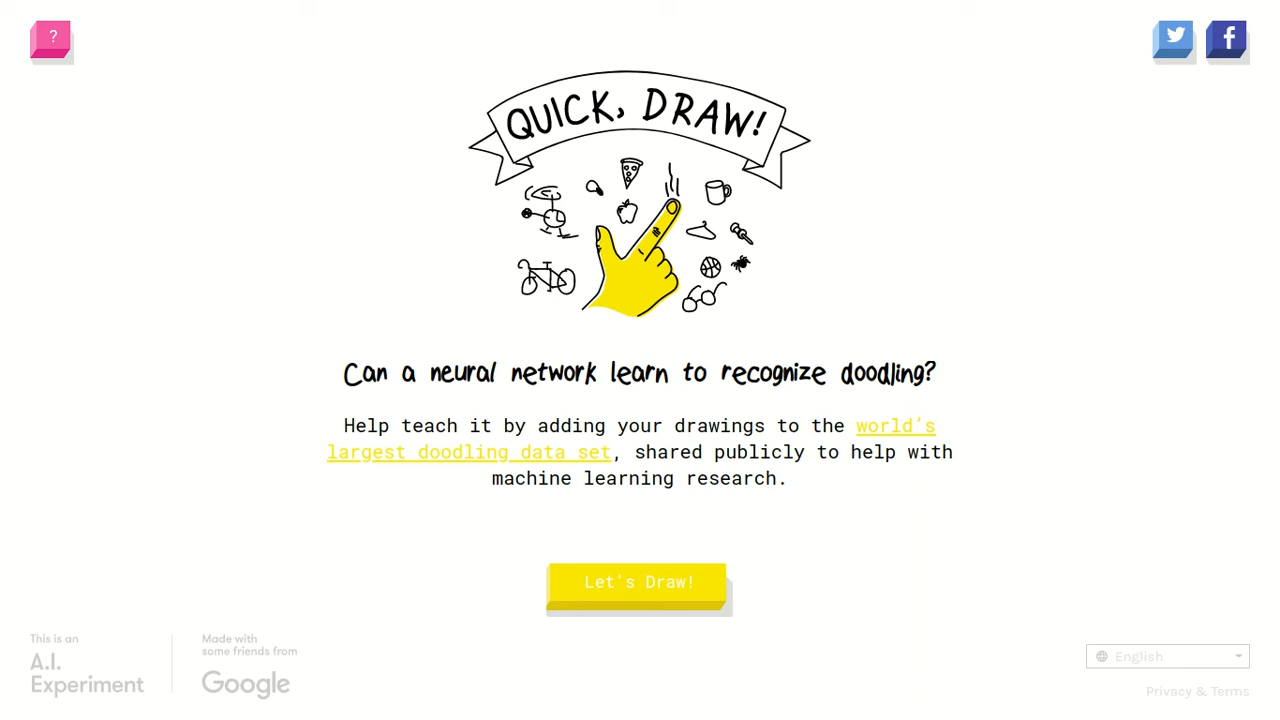 ?
QUICK, DRAW!
Can a neural network learn to recognize doodling?
Help teach it by adding your drawings to the world's
largest doodling data set, shared publicly to help with
machine learning research.
Let's Draw!
This is an
A.I.
Experiment
Made with
some friends from
Google
English
Privacy & Terms